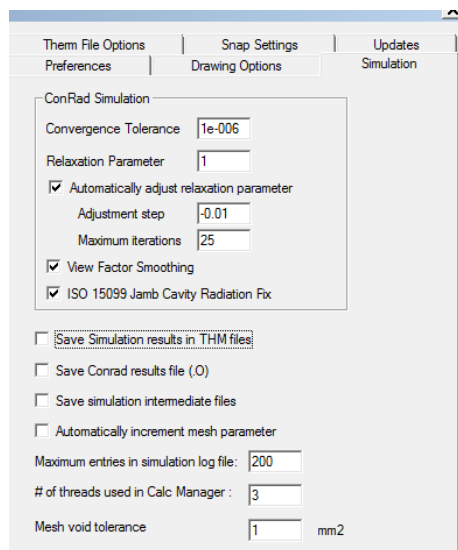 Therm File Options Snap Settings Updates
Preferences Drawing Options Simulation
ConRad Simulation
Convergence Tolerance 1e-006
Relaxation Parameter 1
Automatically adjust relaxation parameter
Adjustment step -0.01
Maximum iterations 25
View Factor Smoothing
ISO 15099 Jamb Cavity Radiation Fix
Save Simulation results in THM files
Save Conrad results file (.O)
Save simulation intermediate files
Automatically increment mesh parameter
Maximum entries in simulation log file: 200
# of threads used in Calc Manager : 3
Mesh void tolerance 1 mm2